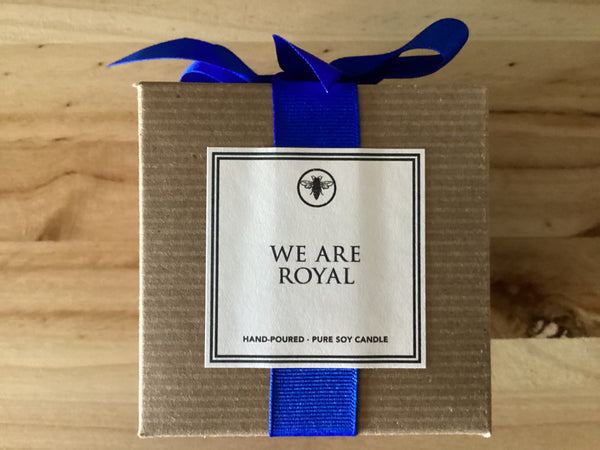 WE ARE
ROYAL
HAND-POURED · PURE SOY CANDLE